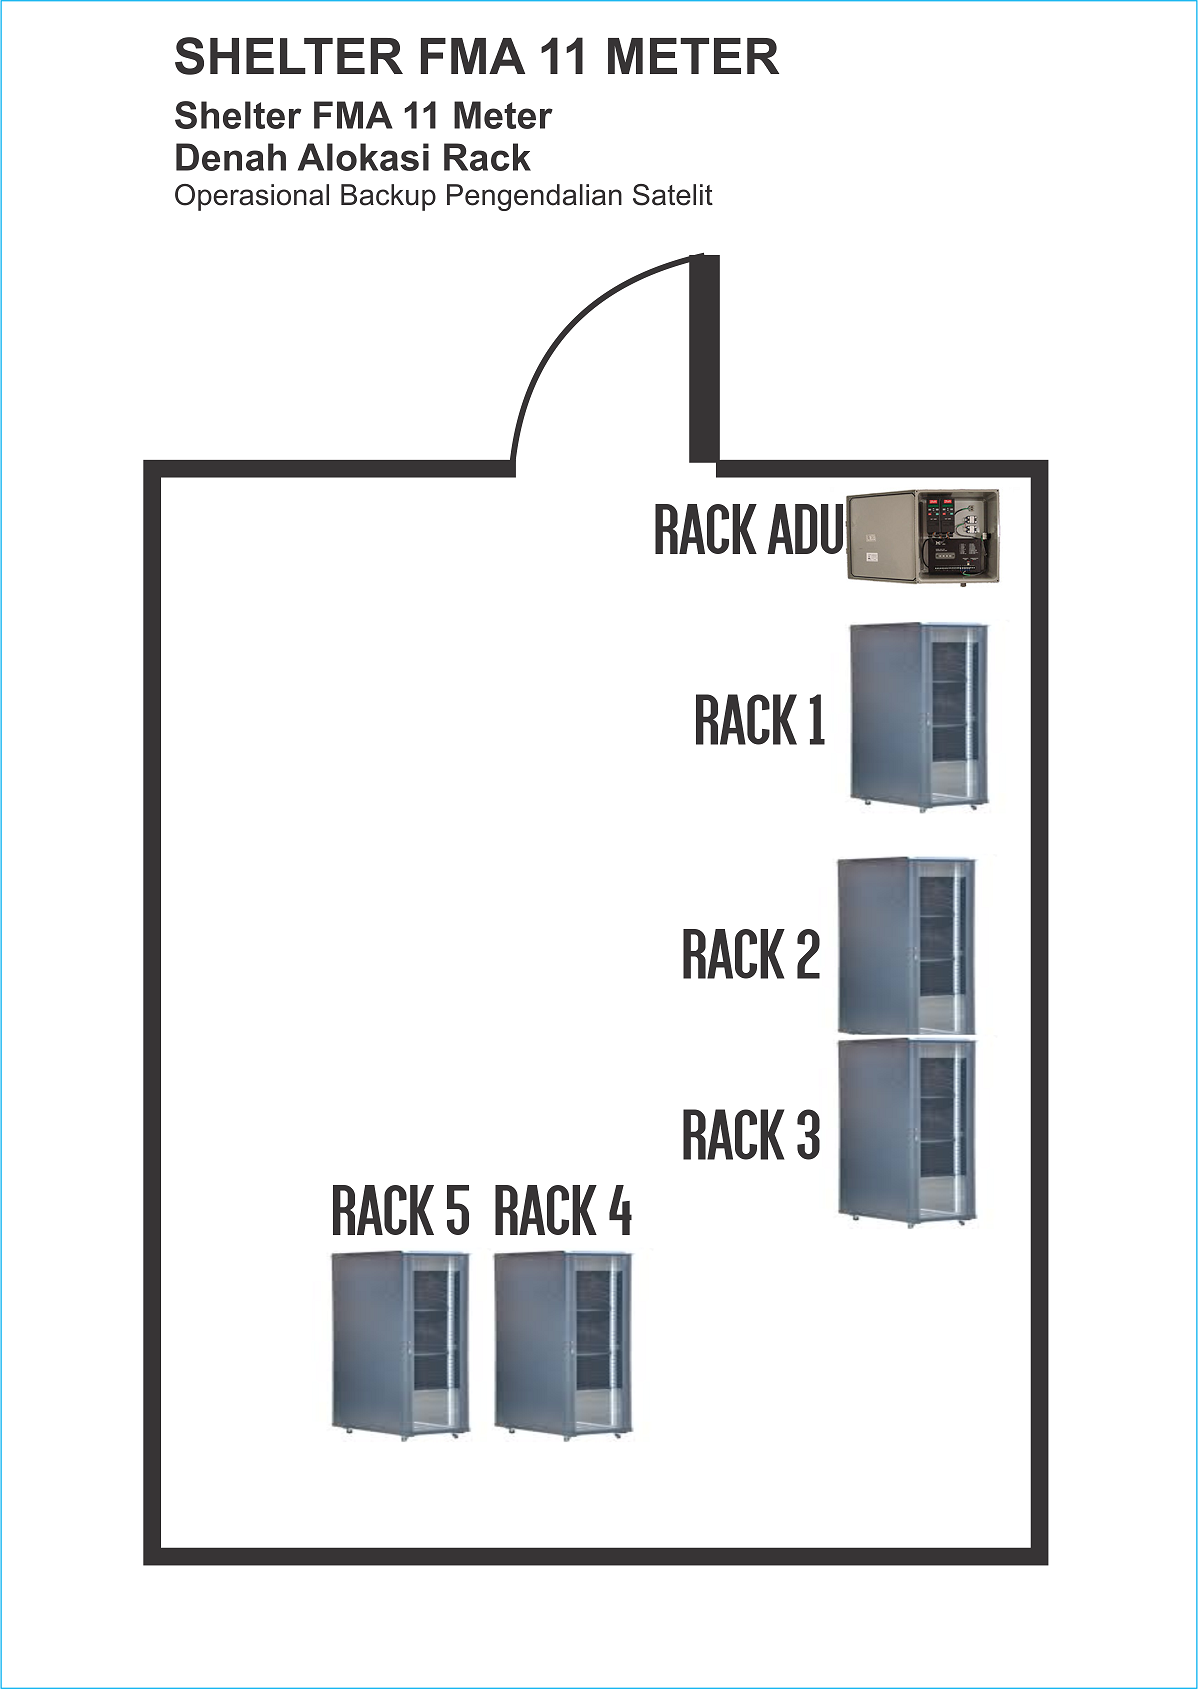 SHELTER FMA 11 METER
Shelter FMA 11 Meter
Denah Alokasi Rack
Operasional Backup Pengendalian Satelit
RACK ADU
RACK 1
RACK 2
RACK 3
RACK 5 RACK 4